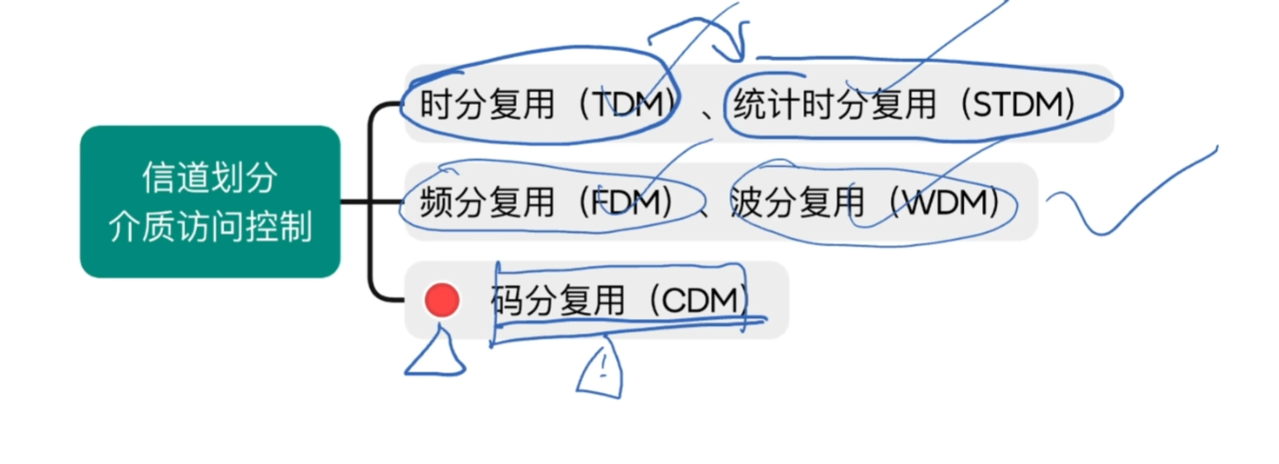 信道划分
介质访问控制
时分复用（TDM）、统计时分复用（STDM）
频分复用（FDM）、波分复用（WDM）
码分复用（CDM）
!